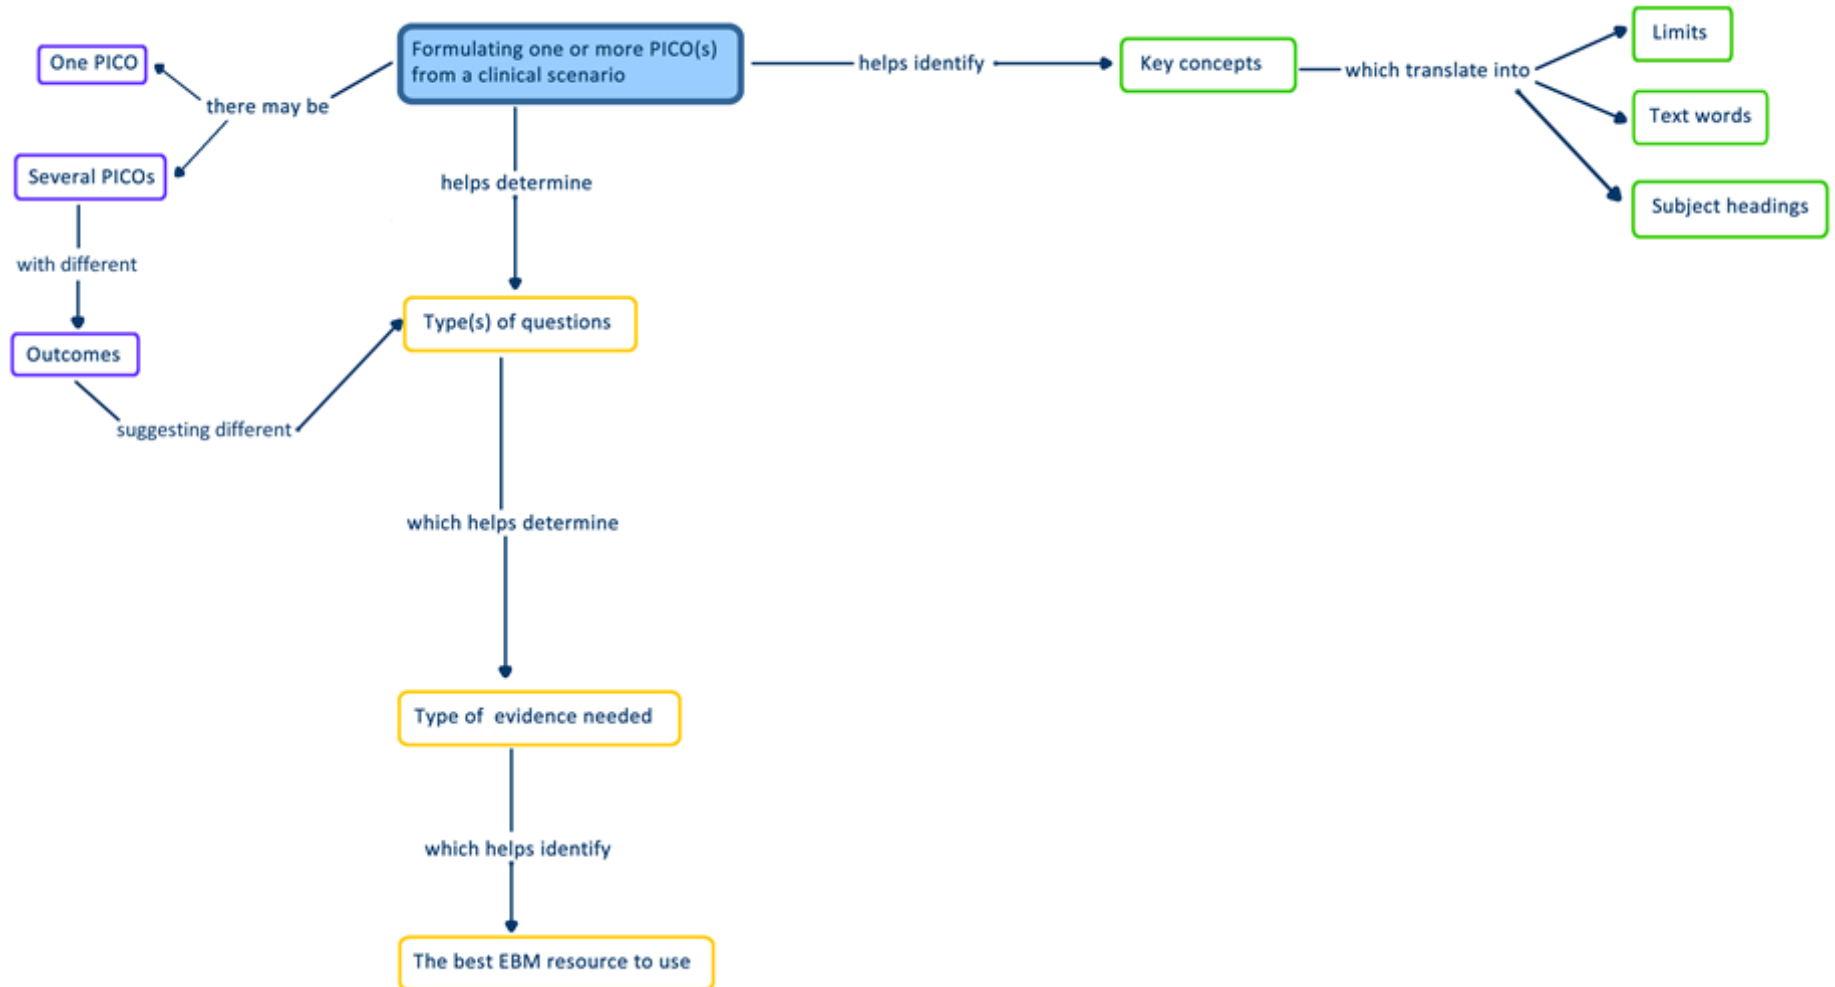 Formulating one or more PICO(s)
from a clinical scenario
there may be
One PICO
Several PICOs
with different
Outcomes
suggesting different
helps determine
Type(s) of questions
which helps determine
Type of evidence needed
which helps identify
The best EBM resource to use
helps identify
Key concepts
which translate into
Limits
Text words
Subject headings